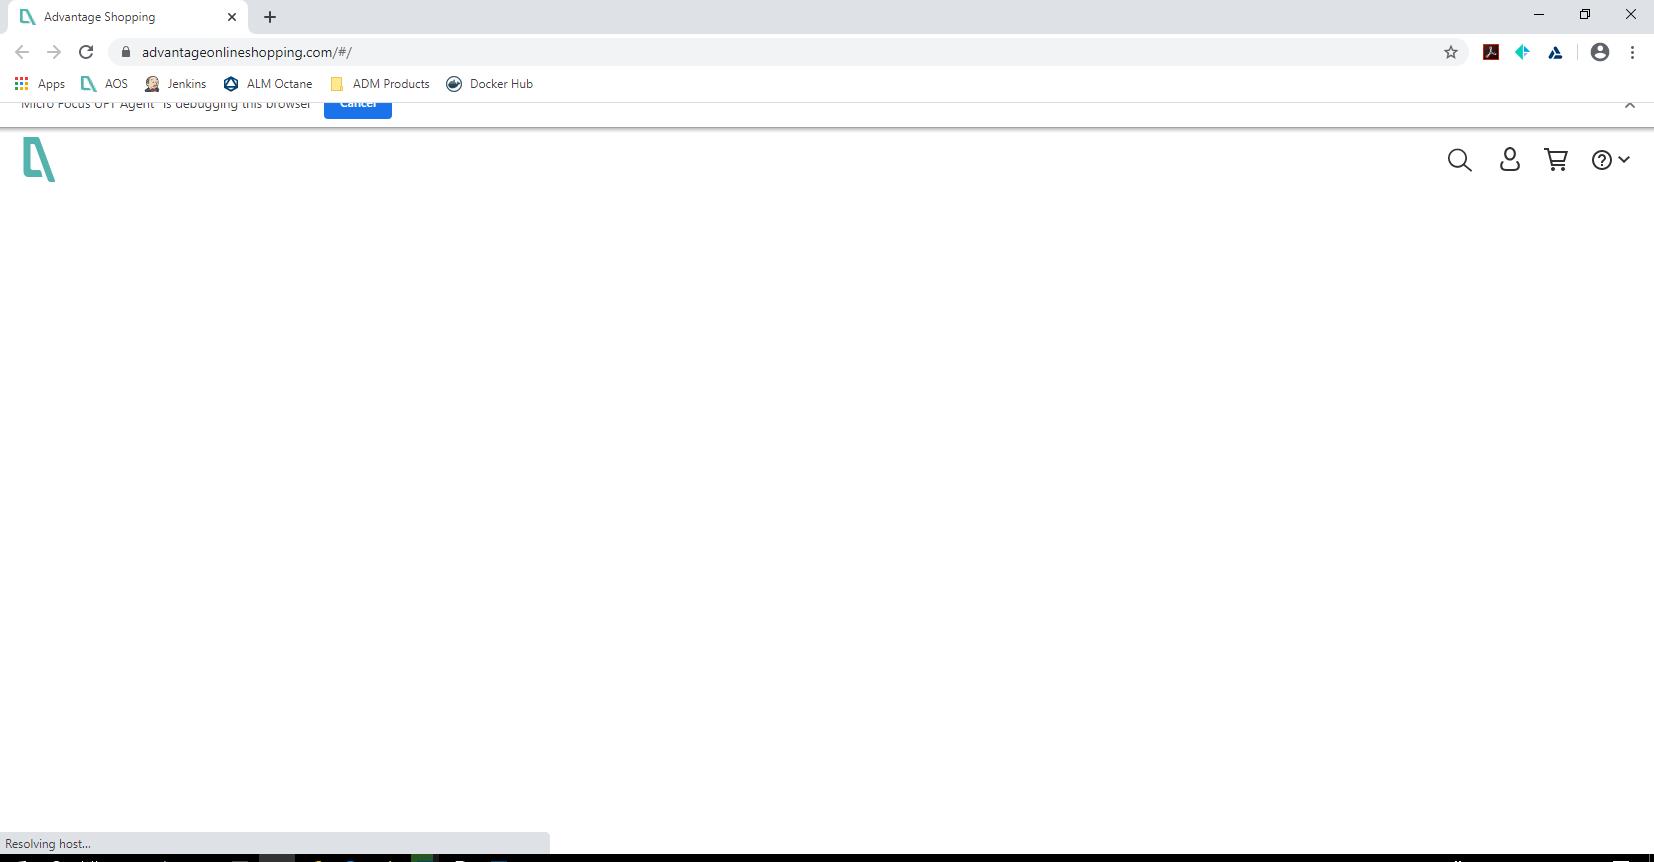 Advantage Shopping
advantageonlineshopping.com/#/
Apps AOS Jenkins ALM Octane ADM Products Docker Hub
Micro Focus UFT Agent" is debugging this browser Cancel
Resolving host...